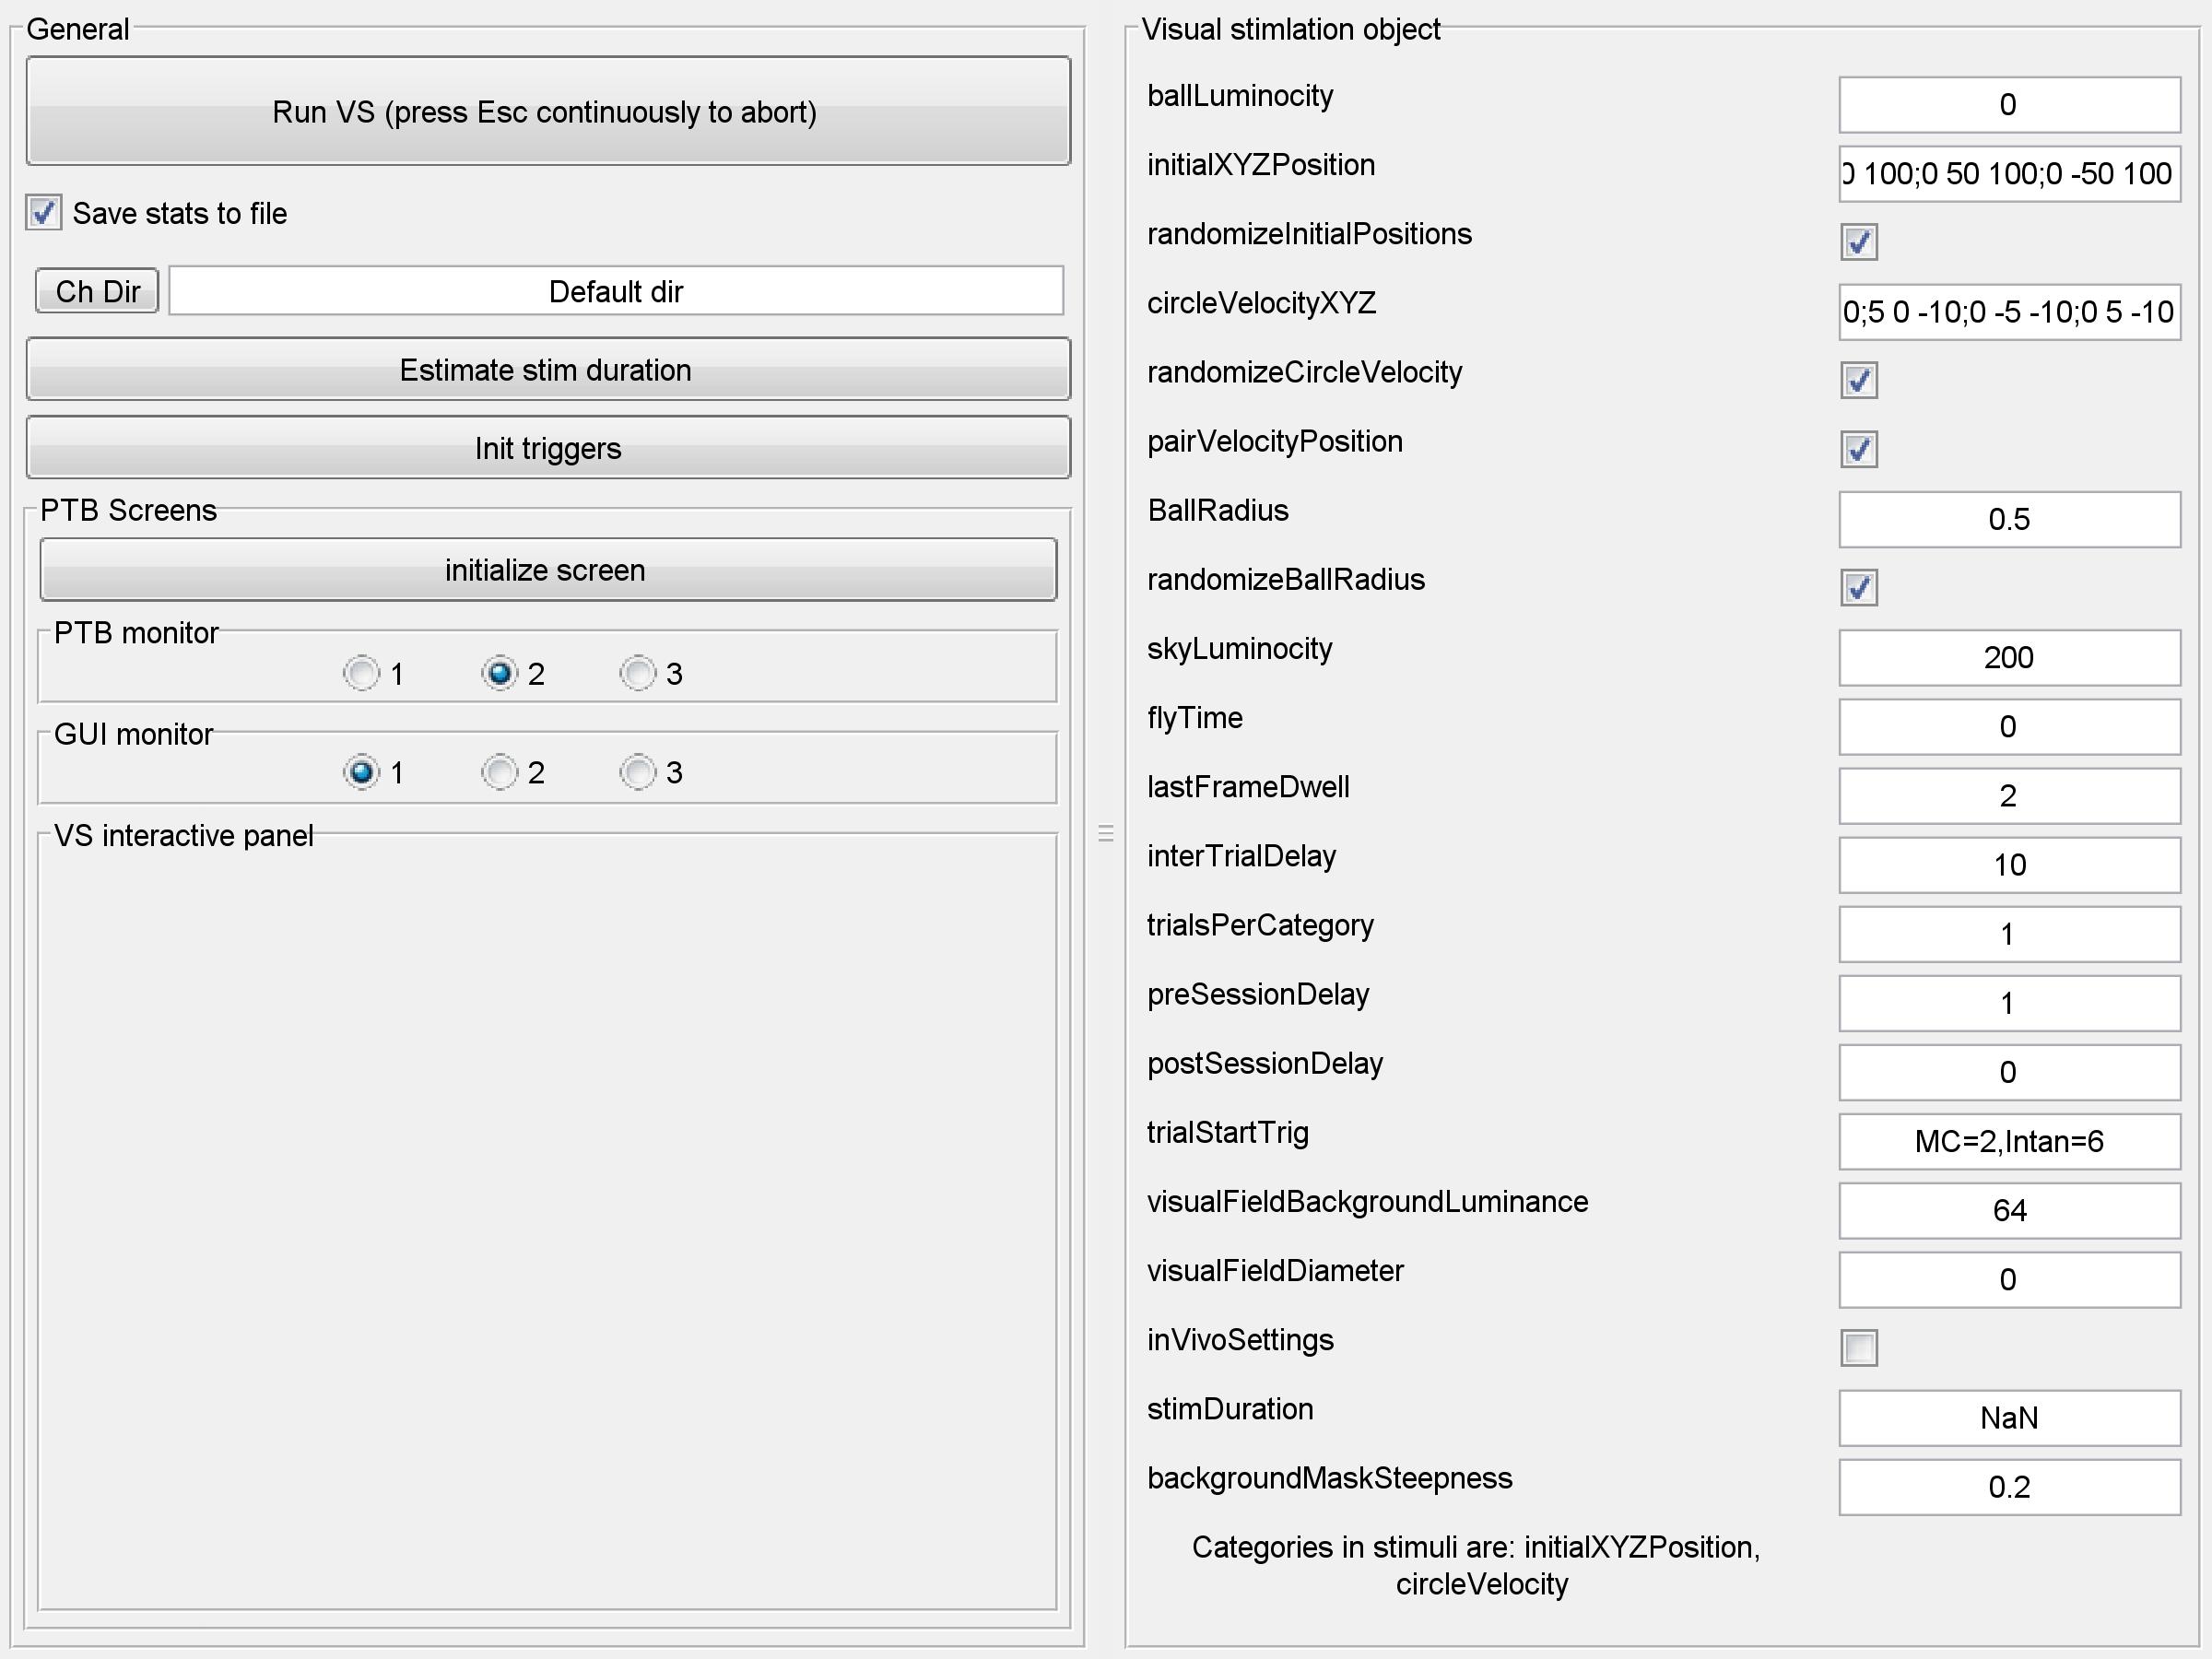 General
Run VS (press Esc continuously to abort)
Save stats to file
Ch Dir
Default dir
Estimate stim duration
Init triggers
PTB Screens
initialize screen
PTB monitor
1 2 3
GUI monitor
1 2 3
VS interactive panel
Visual stimlation object
ballLuminocity 0
initialXYZPosition 100;0 50 100;0 -50 100
randomizeInitialPositions
circleVelocityXYZ 0;5 0 -10;0 -5 -10;0 5 -10
randomizeCircleVelocity
pairVelocityPosition
BallRadius 0.5
randomizeBallRadius
skyLuminocity 200
flyTime 0
lastFrameDwell 2
interTrialDelay 10
trialsPerCategory 1
preSessionDelay 1
postSessionDelay 0
trialStartTrig MC=2,Intan=6
visualFieldBackgroundLuminance 64
visualFieldDiameter 0
inVivoSettings
stimDuration NaN
backgroundMaskSteepness 0.2
Categories in stimuli are: initialXYZPosition,
circleVelocity